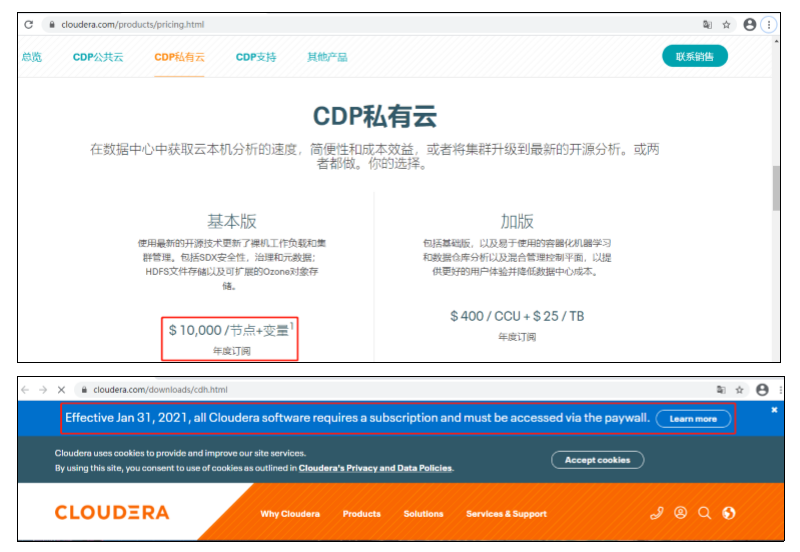 cloudera.com/products/pricing.html
总览 CDP公共云 CDP私有云 CDP支持 其他产品 联系销售
CDP私有云
在数据中心中获取云本机分析的速度，简便性和成本效益，或者将集群升级到最新的开源分析。或两
者都做。你的选择。
基本版
使用最新的开源技术更新了裸机工作负载和集
群管理。包括SDX安全性，治理和元数据；
HDFS文件存储以及可扩展的Ozone对象存
储。
$ 10,000 /节点+变量1
年度订阅
加版
包括基础版，以及易于使用的容器化机器学习
和数据仓库分析以及混合管理控制平面，以提
供更好的用户体验并降低数据中心成本。
$ 400 / CCU + $ 25 / TB
年度订阅
cloudera.com/downloads/cdh.html
Effective Jan 31, 2021, all Cloudera software requires a subscription and must be accessed via the paywall. Learn more
Cloudera uses cookies to provide and improve our site services.
By using this site, you consent to use of cookies as outlined in Cloudera's Privacy and Data Policies.
Accept cookies
CLOUDERA Why Cloudera Products Solutions Services & Support